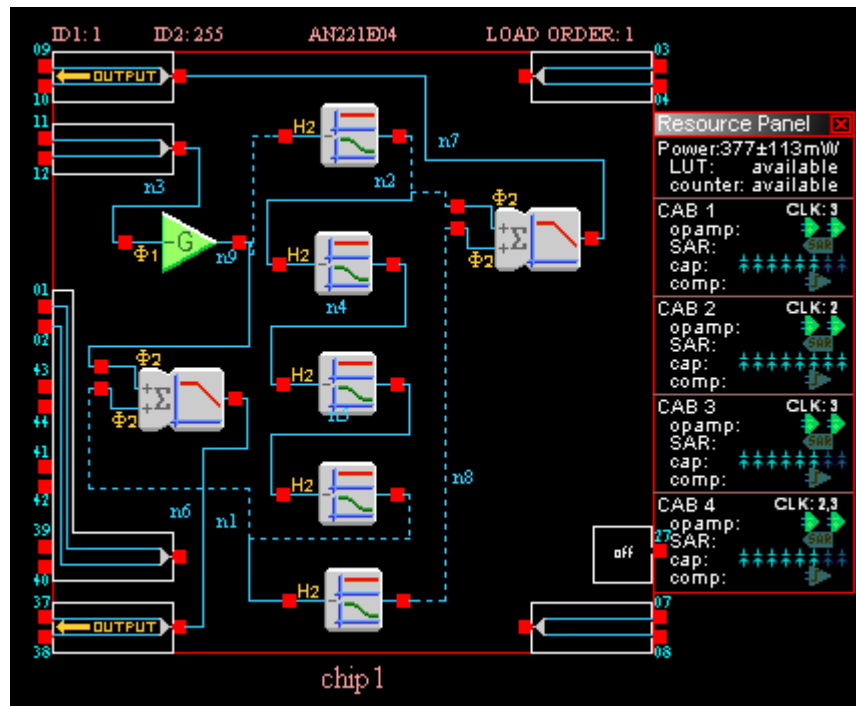 ID1: 1 ID2: 255 AN221E04 LOAD ORDER: 1
09
OUTPUT
10
03
04
11
12
n3
H2
n2
n7
Φ1
-G
n9
Φ2
+
+
Σ
Φ2
H2
n4
01
02
43
44
41
42
39
40
37
38
Φ2
+
+
Σ
Φ2
H2
H2
n6
n1
n8
H2
off
27
OUTPUT
07
08
chip1
Resource Panel
Power:377±113mW
LUT: available
counter: available
CAB 1 CLK: 3
opamp:
SAR: SAR
cap:
comp:
CAB 2 CLK: 2
opamp:
SAR: SAR
cap:
comp:
CAB 3 CLK: 3
opamp:
SAR: SAR
cap:
comp:
CAB 4 CLK: 2,3
opamp:
SAR: SAR
cap:
comp: